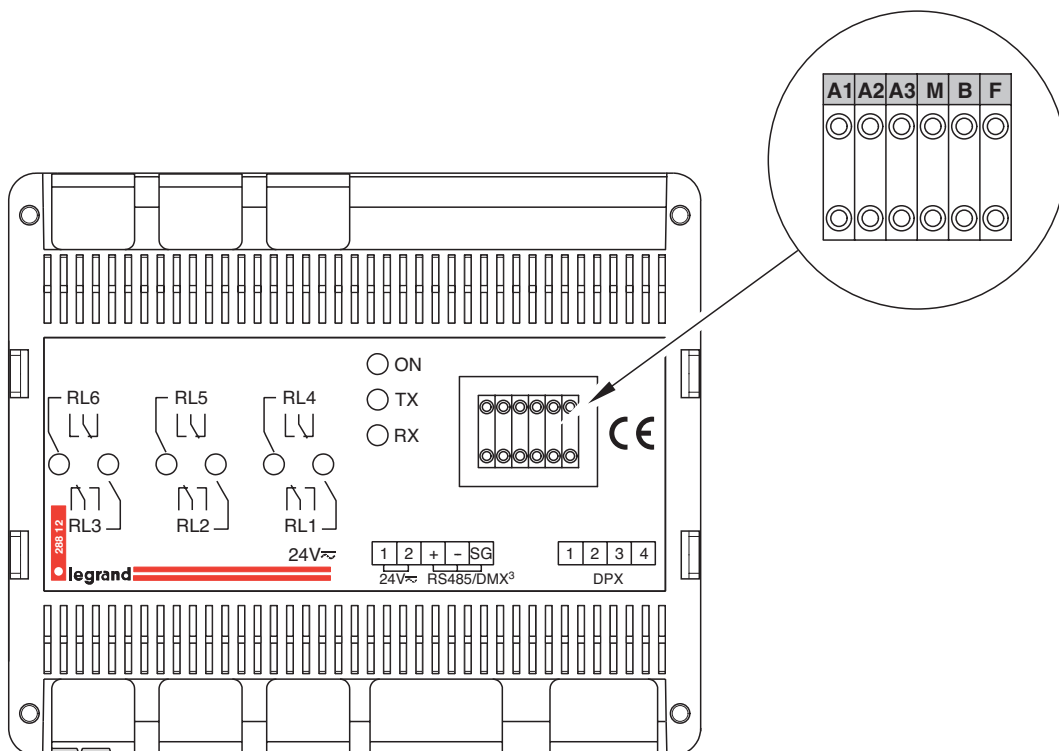 A1 A2 A3 M B F
ON
TX
RX
RL6 RL5 RL4
RL3 RL2 RL1
288 12
legrand
24V⎓
1 2 + – SG
24V⎓ RS485/DMX³
1 2 3 4
DPX
CE